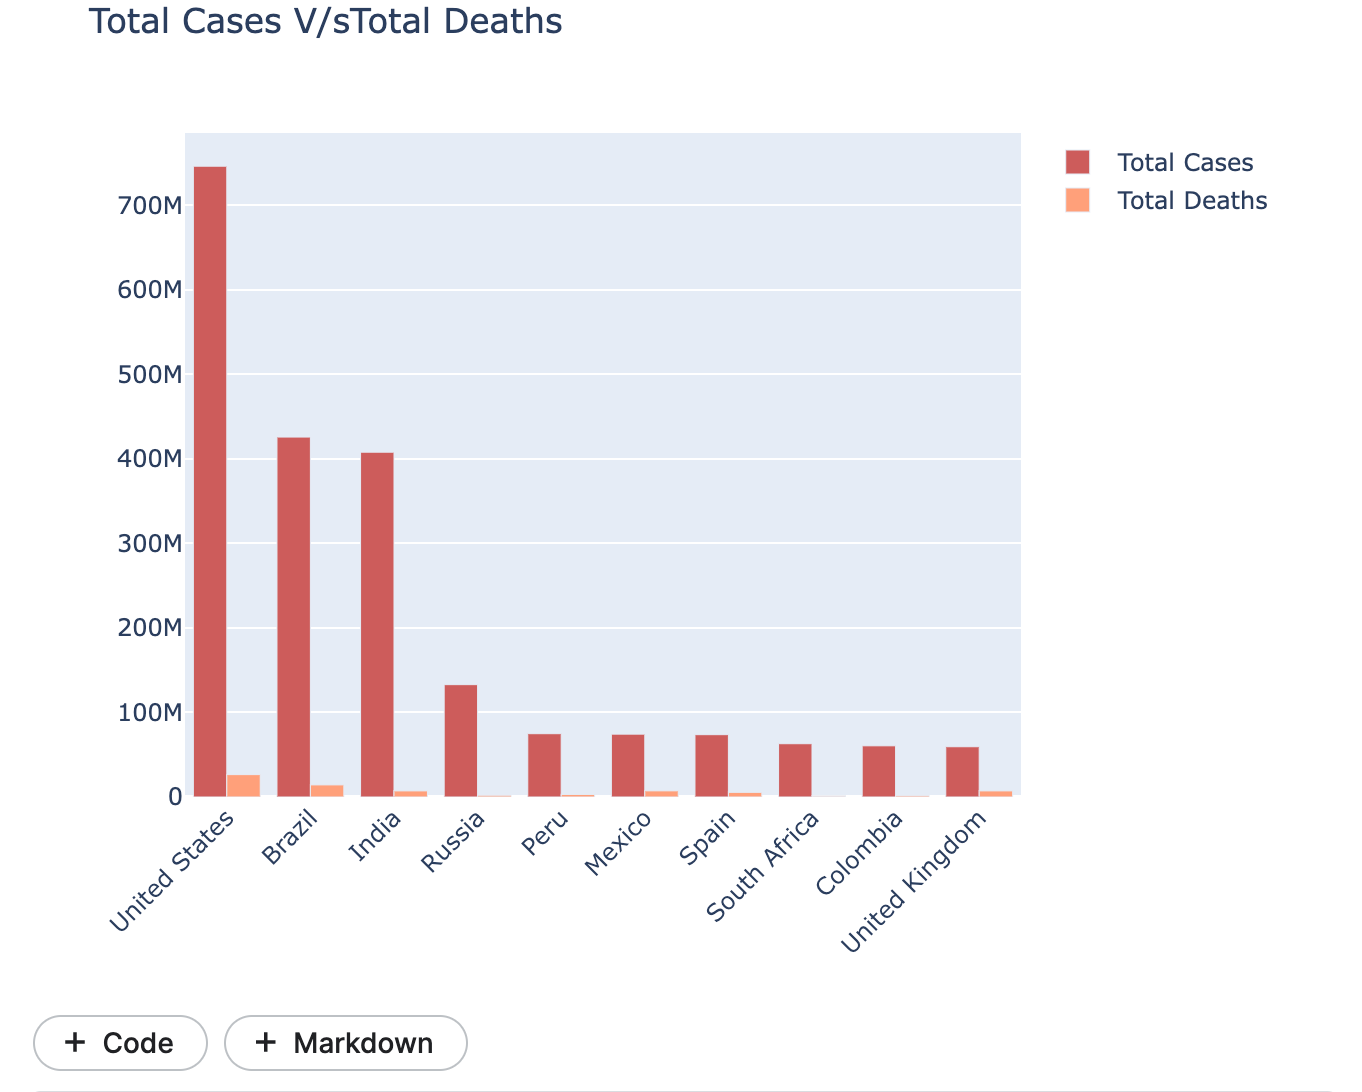 Total Cases V/sTotal Deaths
Total Cases
Total Deaths
700M
600M
500M
400M
300M
200M
100M
0
United States
Brazil
India
Russia
Peru
Mexico
Spain
South Africa
Colombia
United Kingdom
+ Code
+ Markdown